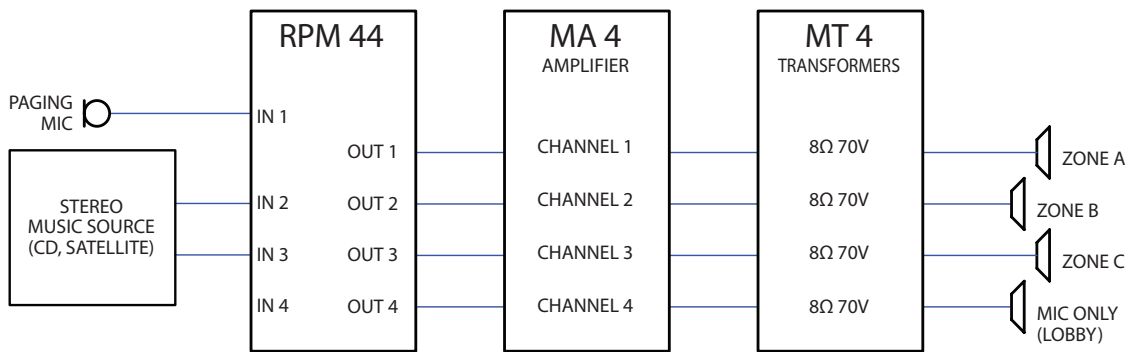 RPM 44
MA 4
AMPLIFIER
MT 4
TRANSFORMERS
PAGING
MIC
IN 1
OUT 1
CHANNEL 1
8Ω 70V
ZONE A
STEREO
MUSIC SOURCE
(CD, SATELLITE)
IN 2
OUT 2
CHANNEL 2
8Ω 70V
ZONE B
IN 3
OUT 3
CHANNEL 3
8Ω 70V
ZONE C
IN 4
OUT 4
CHANNEL 4
8Ω 70V
MIC ONLY
(LOBBY)